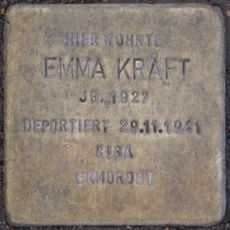 HIER WOHNTE
EMMA KRAFT
JG. 1927
DEPORTIERT 29.11.1941
RIGA
ERMORDET